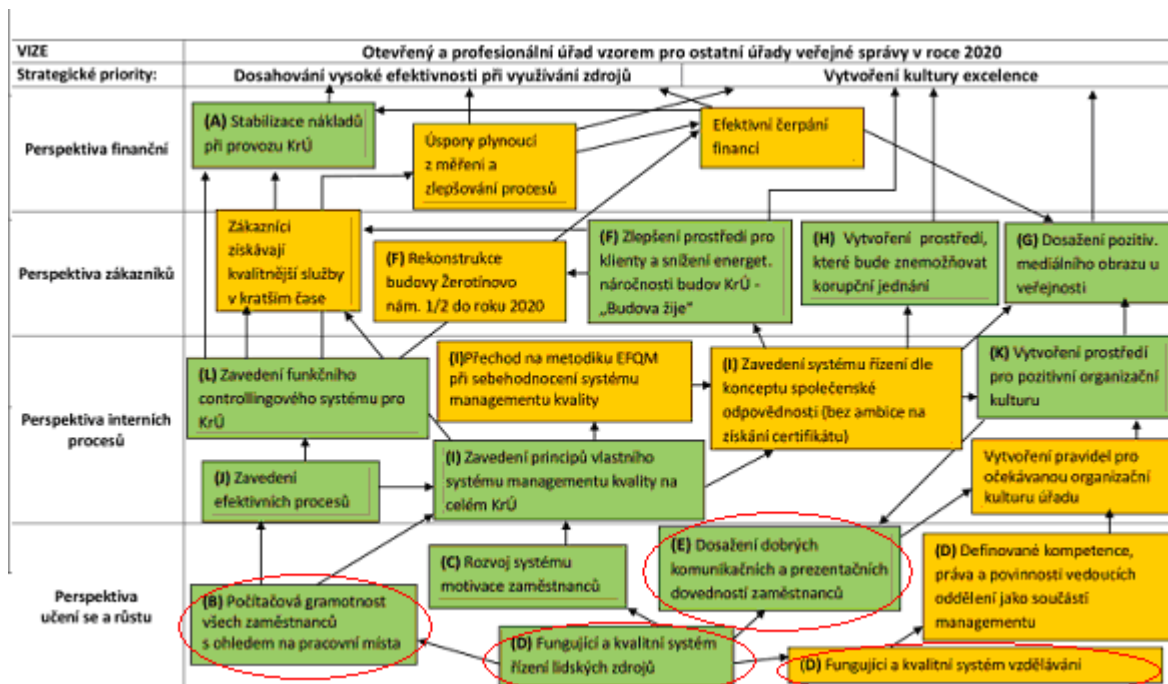 VIZE
Otevřený a profesionální úřad vzorem pro ostatní úřady veřejné správy v roce 2020
Strategické priority:
Dosahování vysoké efektivnosti při využívání zdrojů
Vytvoření kultury excelence
Perspektiva finanční
(A) Stabilizace nákladů
při provozu KrÚ
Úspory plynoucí
z měření a
zlepšování procesů
Efektivní čerpání
financí
Perspektiva zákazníků
Zákazníci
získávají
kvalitnější služby
v kratším čase
(F) Rekonstrukce
budovy Žerotínovo
nám. 1/2 do roku 2020
(F) Zlepšení prostředí pro
klienty a snížení energet.
náročnosti budov KrÚ -
„Budova žije"
(H) Vytvoření prostředí,
které bude znemožňovat
korupční jednání
(G) Dosažení pozitiv.
mediálního obrazu u
veřejnosti
Perspektiva interních
procesů
(L) Zavedení funkčního
controllingového systému pro
KrÚ
(I)Přechod na metodiku EFQM
při sebehodnocení systému
managementu kvality
(I) Zavedení systému řízení dle
konceptu společenské
odpovědnosti (bez ambice na
získání certifikátu)
(K) Vytvoření prostředí
pro pozitivní organizační
kulturu
(J) Zavedení
efektivních procesů
(I) Zavedení principů vlastního
systému managementu kvality na
celém KrÚ
Vytvoření pravidel pro
očekávanou organizační
kulturu úřadu
Perspektiva
učení se a růstu
(B) Počítačová gramotnost
všech zaměstnanců
s ohledem na pracovní místa
(C) Rozvoj systému
motivace zaměstnanců
(E) Dosažení dobrých
komunikačních a prezentačních
dovedností zaměstnanců
(D) Definované kompetence,
práva a povinnosti vedoucích
oddělení jako součástí
managementu
(D) Fungující a kvalitní systém
řízení lidských zdrojů
(D) Fungující a kvalitní systém vzdělávání